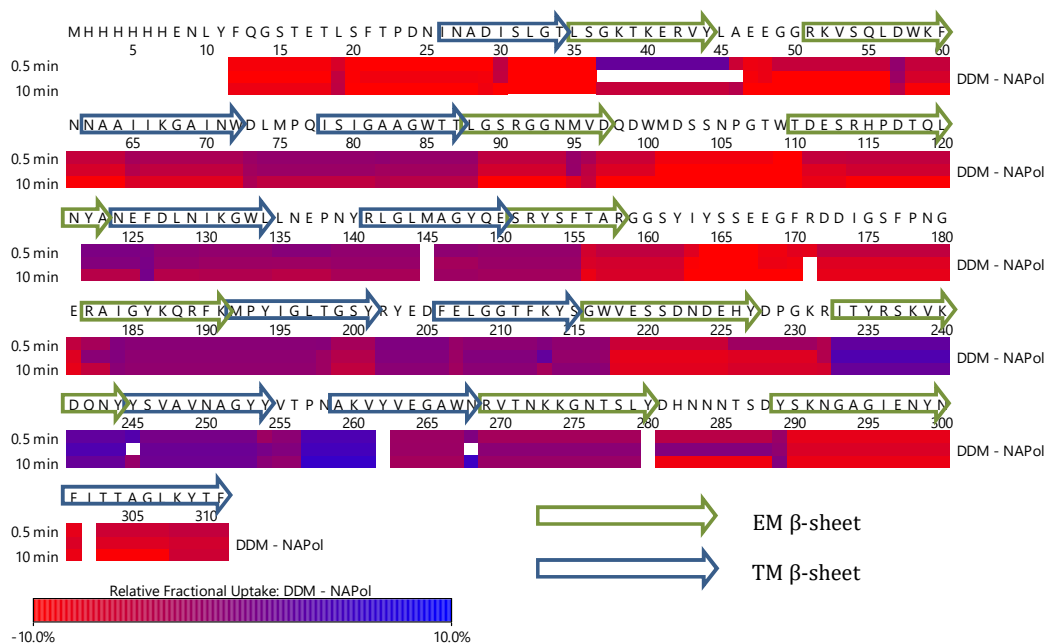 M H H H H H H E N L Y F Q G S T E T L S F T P D N I N A D I S L G T L S G K T K E R V Y L A E E G G R K V S Q L D W K F
5 10 15 20 25 30 35 40 45 50 55 60
0.5 min
DDM - NAPol
10 min
N N A A I I K G A I N W D L M P Q I S I G A A G W T T L G S R G G N M V D Q D W M D S S N P G T W T D E S R H P D T Q L
65 70 75 80 85 90 95 100 105 110 115 120
0.5 min
DDM - NAPol
10 min
N Y A N E F D L N I K G W L L N E P N Y R L G L M A G Y Q E S R Y S F T A R G G S Y I Y S S E E G F R D D I G S F P N G
125 130 135 140 145 150 155 160 165 170 175 180
0.5 min
DDM - NAPol
10 min
E R A I G Y K Q R F K M P Y I G L T G S Y R Y E D F E L G G T F K Y S G W V E S S D N D E H Y D P G K R I T Y R S K V K
185 190 195 200 205 210 215 220 225 230 235 240
0.5 min
DDM - NAPol
10 min
D Q N Y Y S V A V N A G Y Y V T P N A K V Y V E G A W N R V T N K K G N T S L Y D H N N N T S D Y S K N G A G I E N Y N
245 250 255 260 265 270 275 280 285 290 295 300
0.5 min
DDM - NAPol
10 min
F I T T A G L K Y T F
305 310
0.5 min
DDM - NAPol
10 min
EM β-sheet
TM β-sheet
Relative Fractional Uptake: DDM - NAPol
-10.0% 10.0%